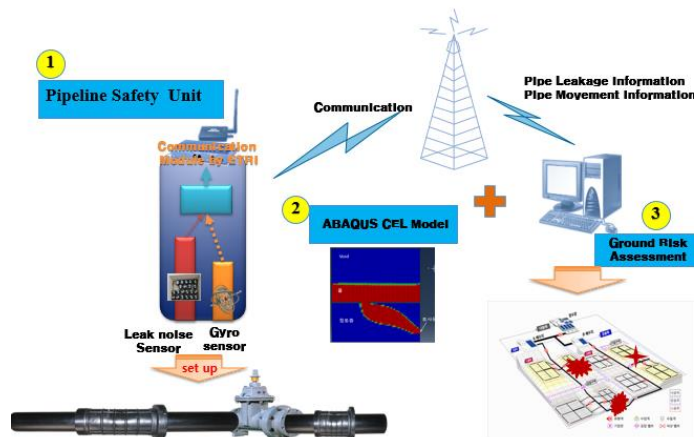 1
Pipeline Safety Unit
Communication
Module by ETRI
Leak noise
Sensor
Gyro
sensor
set up
Communication
Pipe Leakage Information
Pipe Movement Information
2
ABAQUS CEL Model
3
Ground Risk
Assessment